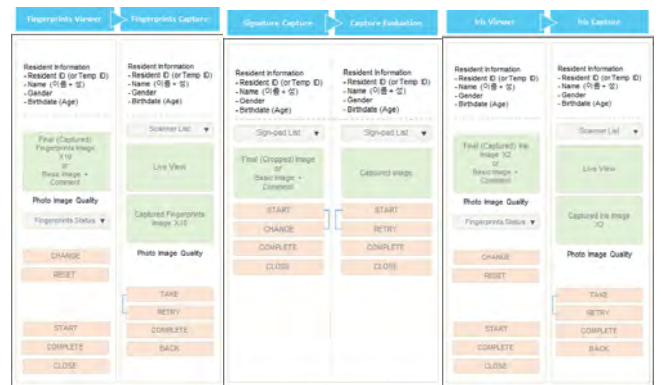 Fingerprints Viewer
Resident Information
- Resident ID (or Temp ID)
- Name (이름 + 성)
- Gender
- Birthdate (Age)
Final (Captured)
Fingerprints Image
X10
or
Basic Image +
Comment
Photo Image Quality
Fingerprints Status ▼
CHANGE
RESET
START
COMPLETE
CLOSE
Fingerprints Capture
Resident Information
- Resident ID (or Temp ID)
- Name (이름 + 성)
- Gender
- Birthdate (Age)
Scanner List ▼
Live View
Captured Fingerprints
Image X10
Photo Image Quality
TAKE
RETRY
COMPLETE
BACK
Signature Capture
Resident Information
- Resident ID (or Temp ID)
- Name (이름 + 성)
- Gender
- Birthdate (Age)
Sign-pad List ▼
Final (Cropped) Image
or
Basic Image +
Comment
START
CHANGE
COMPLETE
CLOSE
Capture Evaluation
Resident Information
- Resident ID (or Temp ID)
- Name (이름 + 성)
- Gender
- Birthdate (Age)
Sign-pad List ▼
Captured Image
START
RETRY
COMPLETE
CLOSE
Iris Viewer
Resident Information
- Resident ID (or Temp ID)
- Name (이름 + 성)
- Gender
- Birthdate (Age)
Final (Captured) Iris
Image X2
or
Basic Image +
Comment
Photo Image Quality
Fingerprints Status ▼
CHANGE
RESET
START
COMPLETE
CLOSE
Iris Capture
Resident Information
- Resident ID (or Temp ID)
- Name (이름 + 성)
- Gender
- Birthdate (Age)
Scanner List ▼
Live View
Captured Iris Image
X2
Photo Image Quality
TAKE
RETRY
COMPLETE
BACK